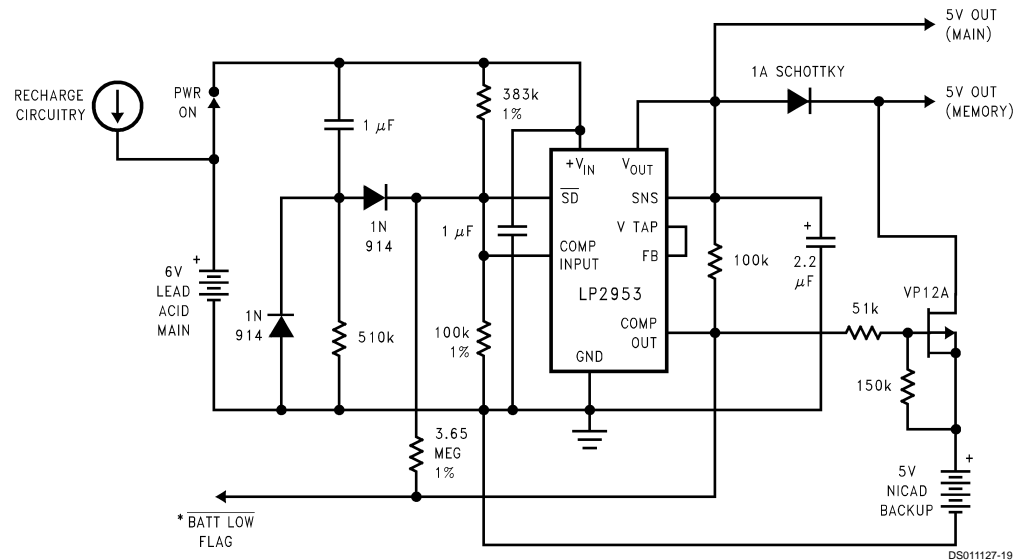 5V OUT
(MAIN)
1A SCHOTTKY
5V OUT
(MEMORY)
RECHARGE
CIRCUITRY
PWR
ON
383k
1%
1 μF
+VIN
VOUT
SD
SNS
1N
914
1 μF
V TAP
COMP
INPUT
FB
100k
+
2.2
μF
LP2953
VP12A
+
6V
LEAD
ACID
MAIN
1N
914
510k
100k
1%
COMP
OUT
51k
GND
150k
3.65
MEG
1%
+
5V
NICAD
BACKUP
* BATT LOW
FLAG
DS011127-19